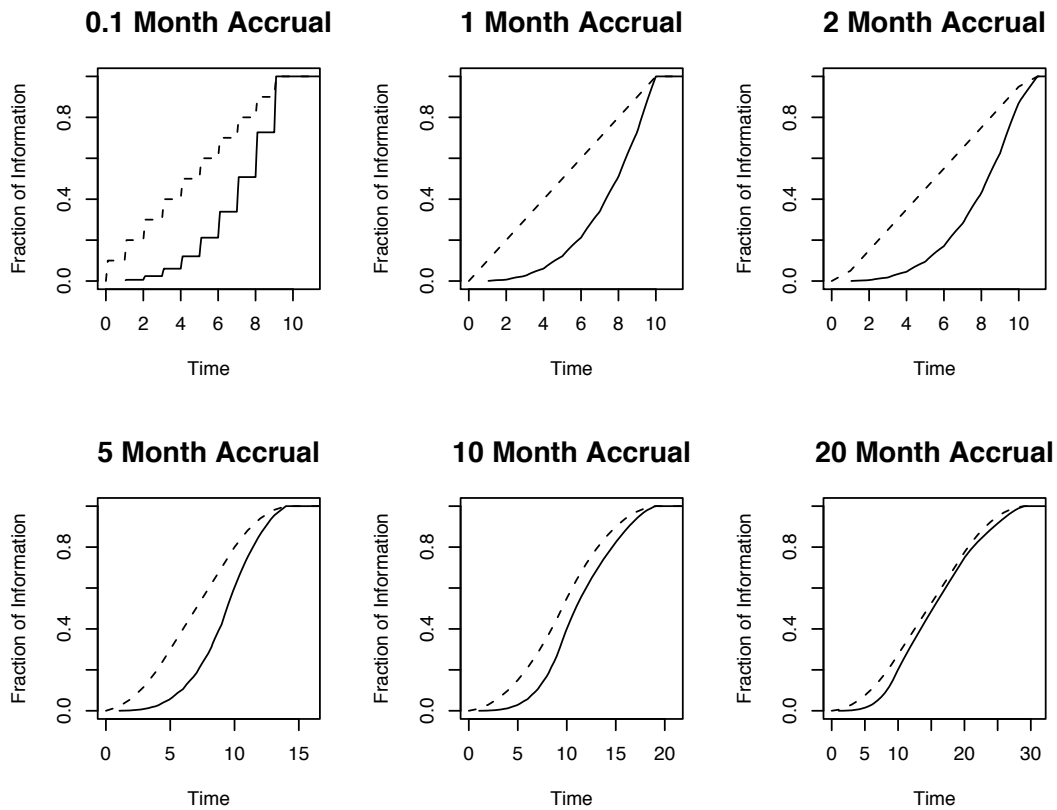 0.1 Month Accrual
Fraction of Information
0.0 0.4 0.8
0 2 4 6 8 10
Time
1 Month Accrual
Fraction of Information
0.0 0.4 0.8
0 2 4 6 8 10
Time
2 Month Accrual
Fraction of Information
0.0 0.4 0.8
0 2 4 6 8 10
Time
5 Month Accrual
Fraction of Information
0.0 0.4 0.8
0 5 10 15
Time
10 Month Accrual
Fraction of Information
0.0 0.4 0.8
0 5 10 15 20
Time
20 Month Accrual
Fraction of Information
0.0 0.4 0.8
0 5 10 20 30
Time